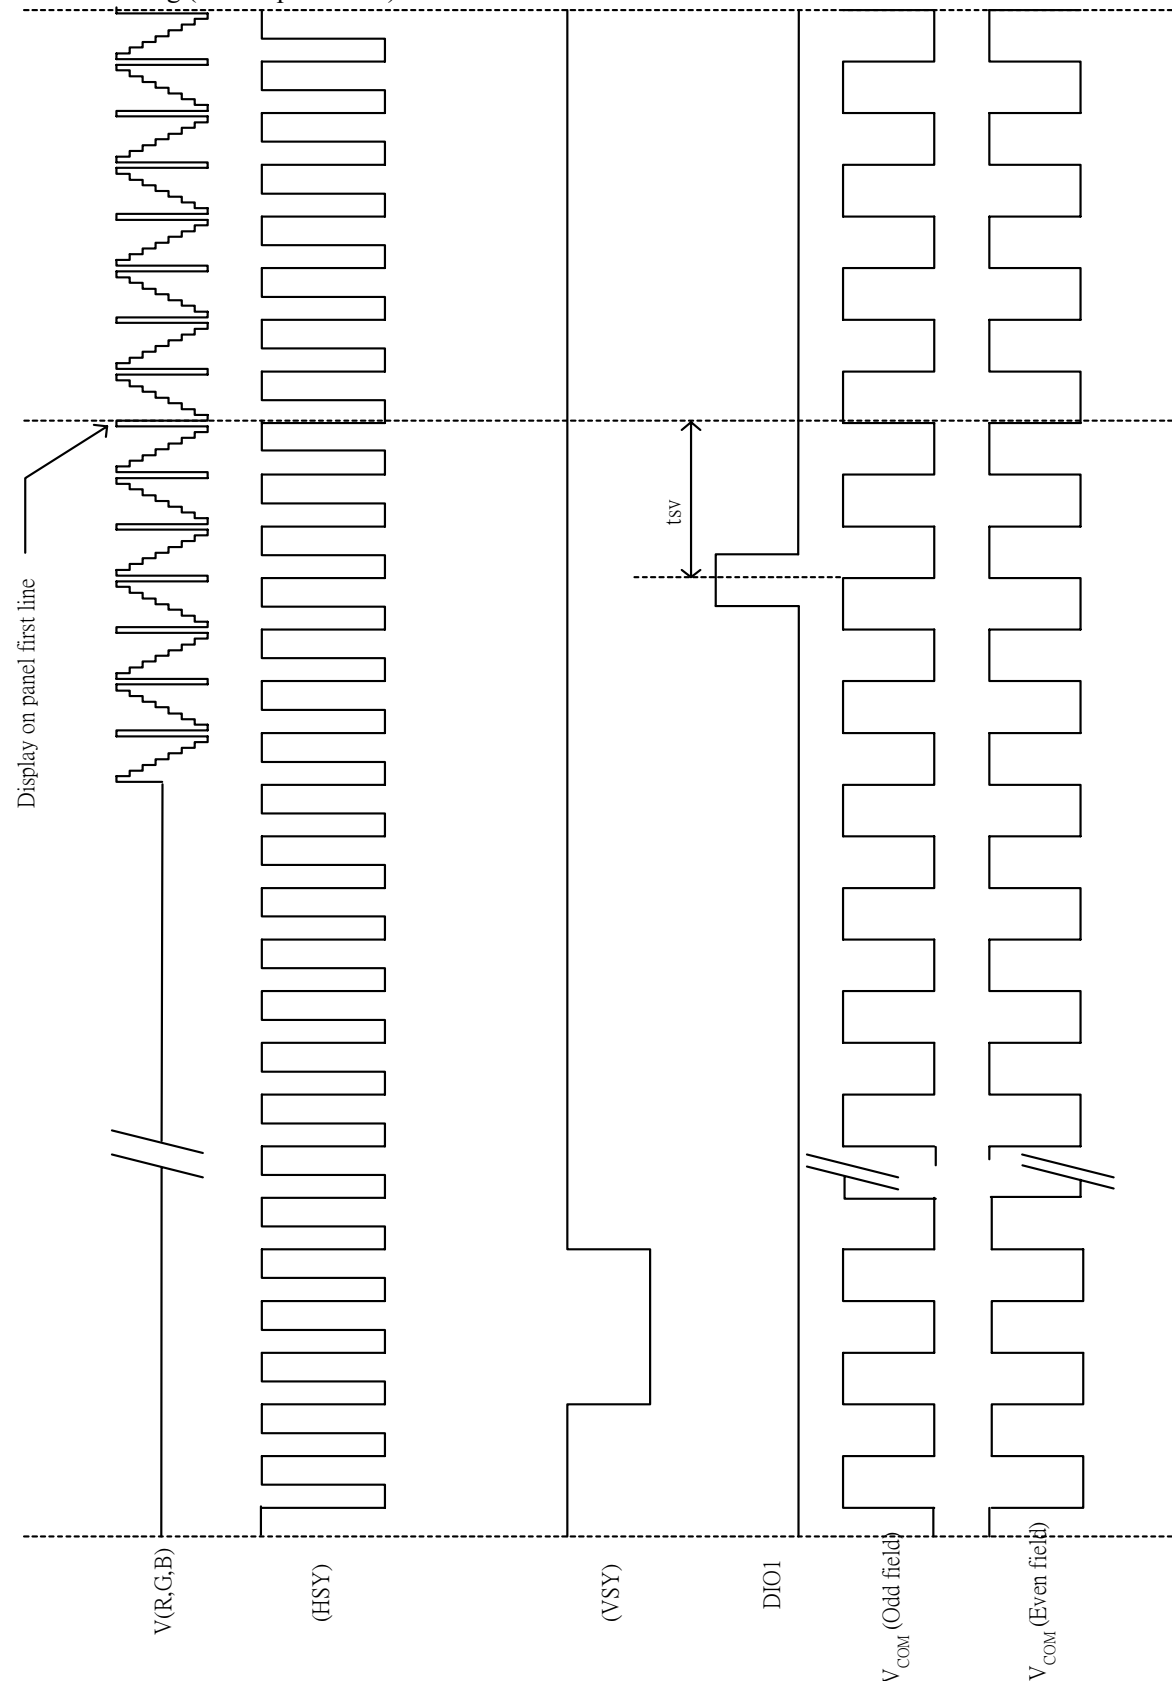 Display on panel first line
tsv
V(R,G,B)
(HSY)
(VSY)
DIO1
VCOM (Odd field)
VCOM (Even field)